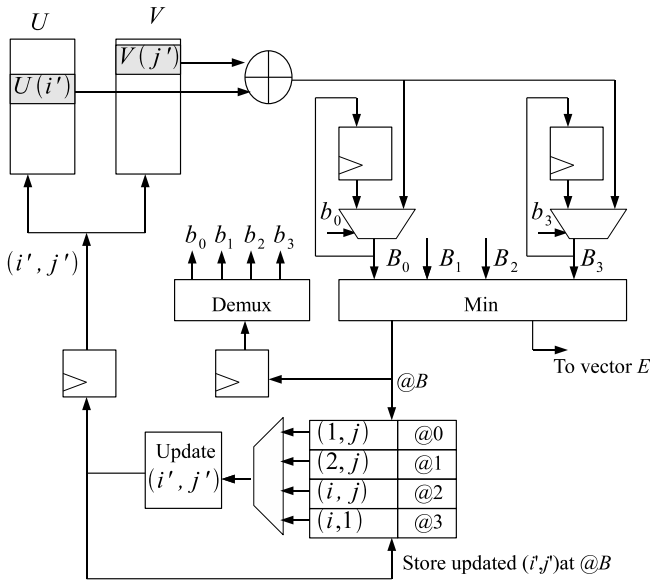 U
V
V(j')
U(i')
b₀
b₃
(i', j')
b₀ b₁ b₂ b₃
B₀ B₁ B₂ B₃
Demux
Min
To vector E
@B
(1, j) @0
(2, j) @1
(i, j) @2
(i,1) @3
Update
(i', j')
Store updated (i',j')at @B